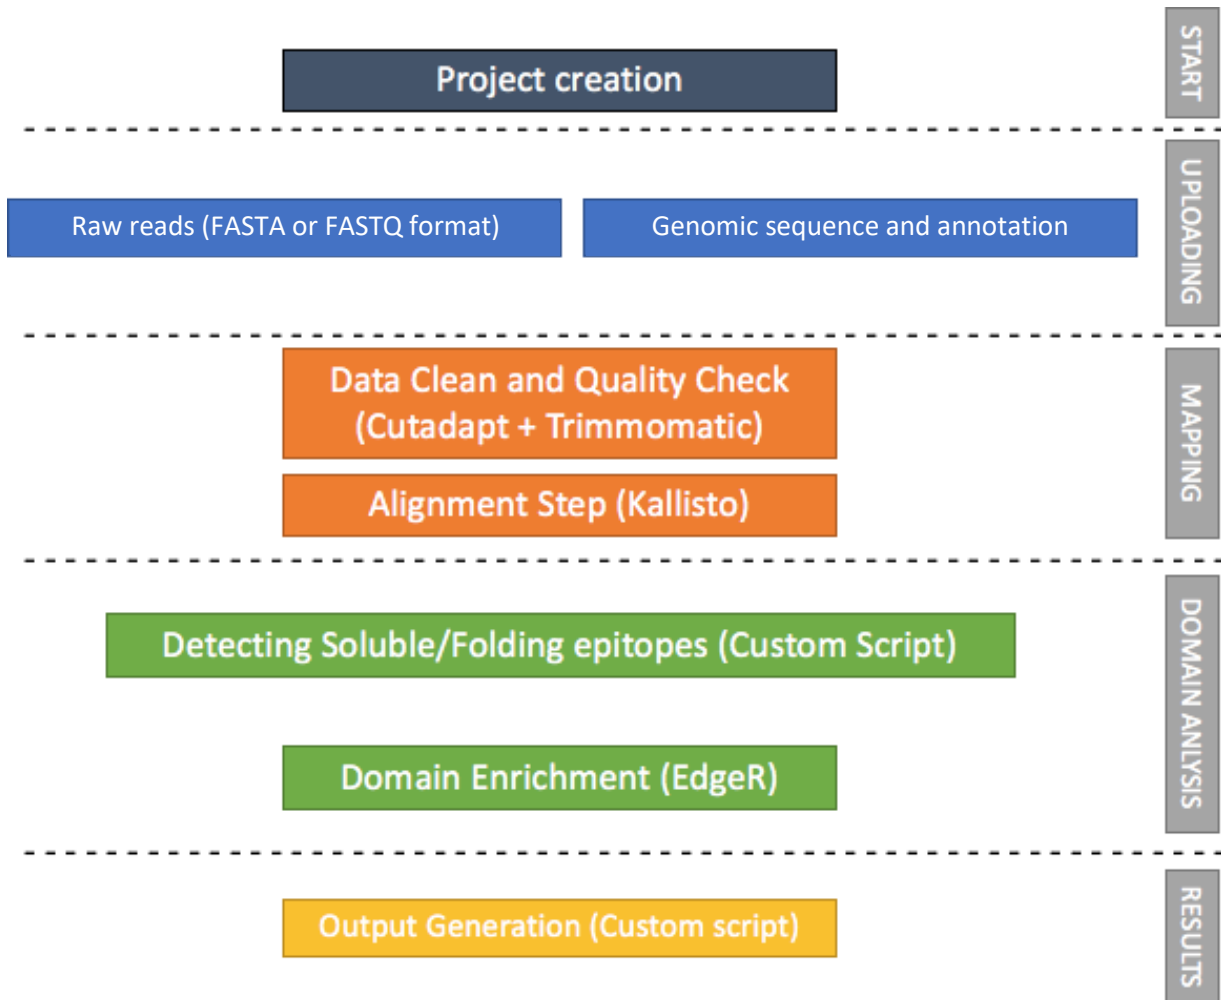 START
Project creation
UPLOADING
Raw reads (FASTA or FASTQ format)
Genomic sequence and annotation
MAPPING
Data Clean and Quality Check
(Cutadapt + Trimmomatic)
Alignment Step (Kallisto)
DOMAIN ANLYSIS
Detecting Soluble/Folding epitopes (Custom Script)
Domain Enrichment (EdgeR)
RESULTS
Output Generation (Custom script)